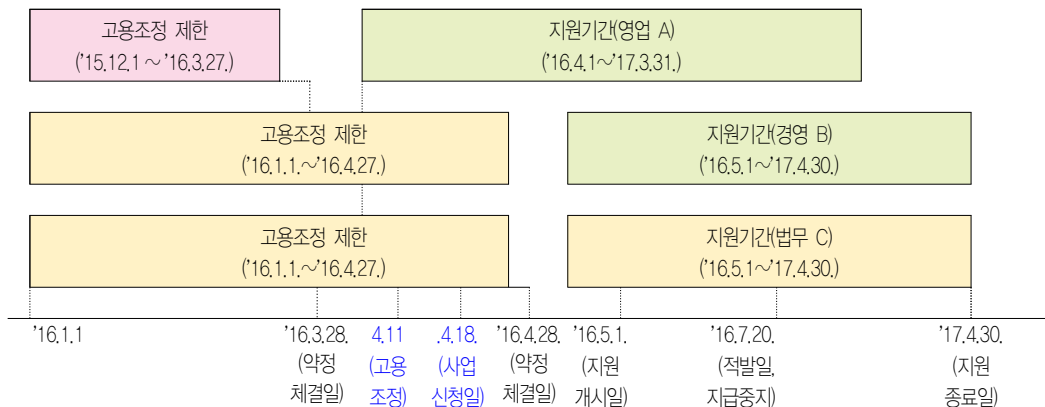 고용조정 제한
('15.12.1 ~ '16.3.27.)
지원기간(영업 A)
('16.4.1~'17.3.31.)
고용조정 제한
('16.1.1.~'16.4.27.)
지원기간(경영 B)
('16.5.1~'17.4.30.)
고용조정 제한
('16.1.1.~'16.4.27.)
지원기간(법무 C)
('16.5.1~'17.4.30.)
'16.1.1
'16.3.28.
(약정
체결일)
4.11
(고용
조정)
.4.18.
(사업
신청일)
'16.4.28.
(약정
체결일)
'16.5.1.
(지원
개시일)
'16.7.20.
(적발일,
지급중지)
'17.4.30.
(지원
종료일)